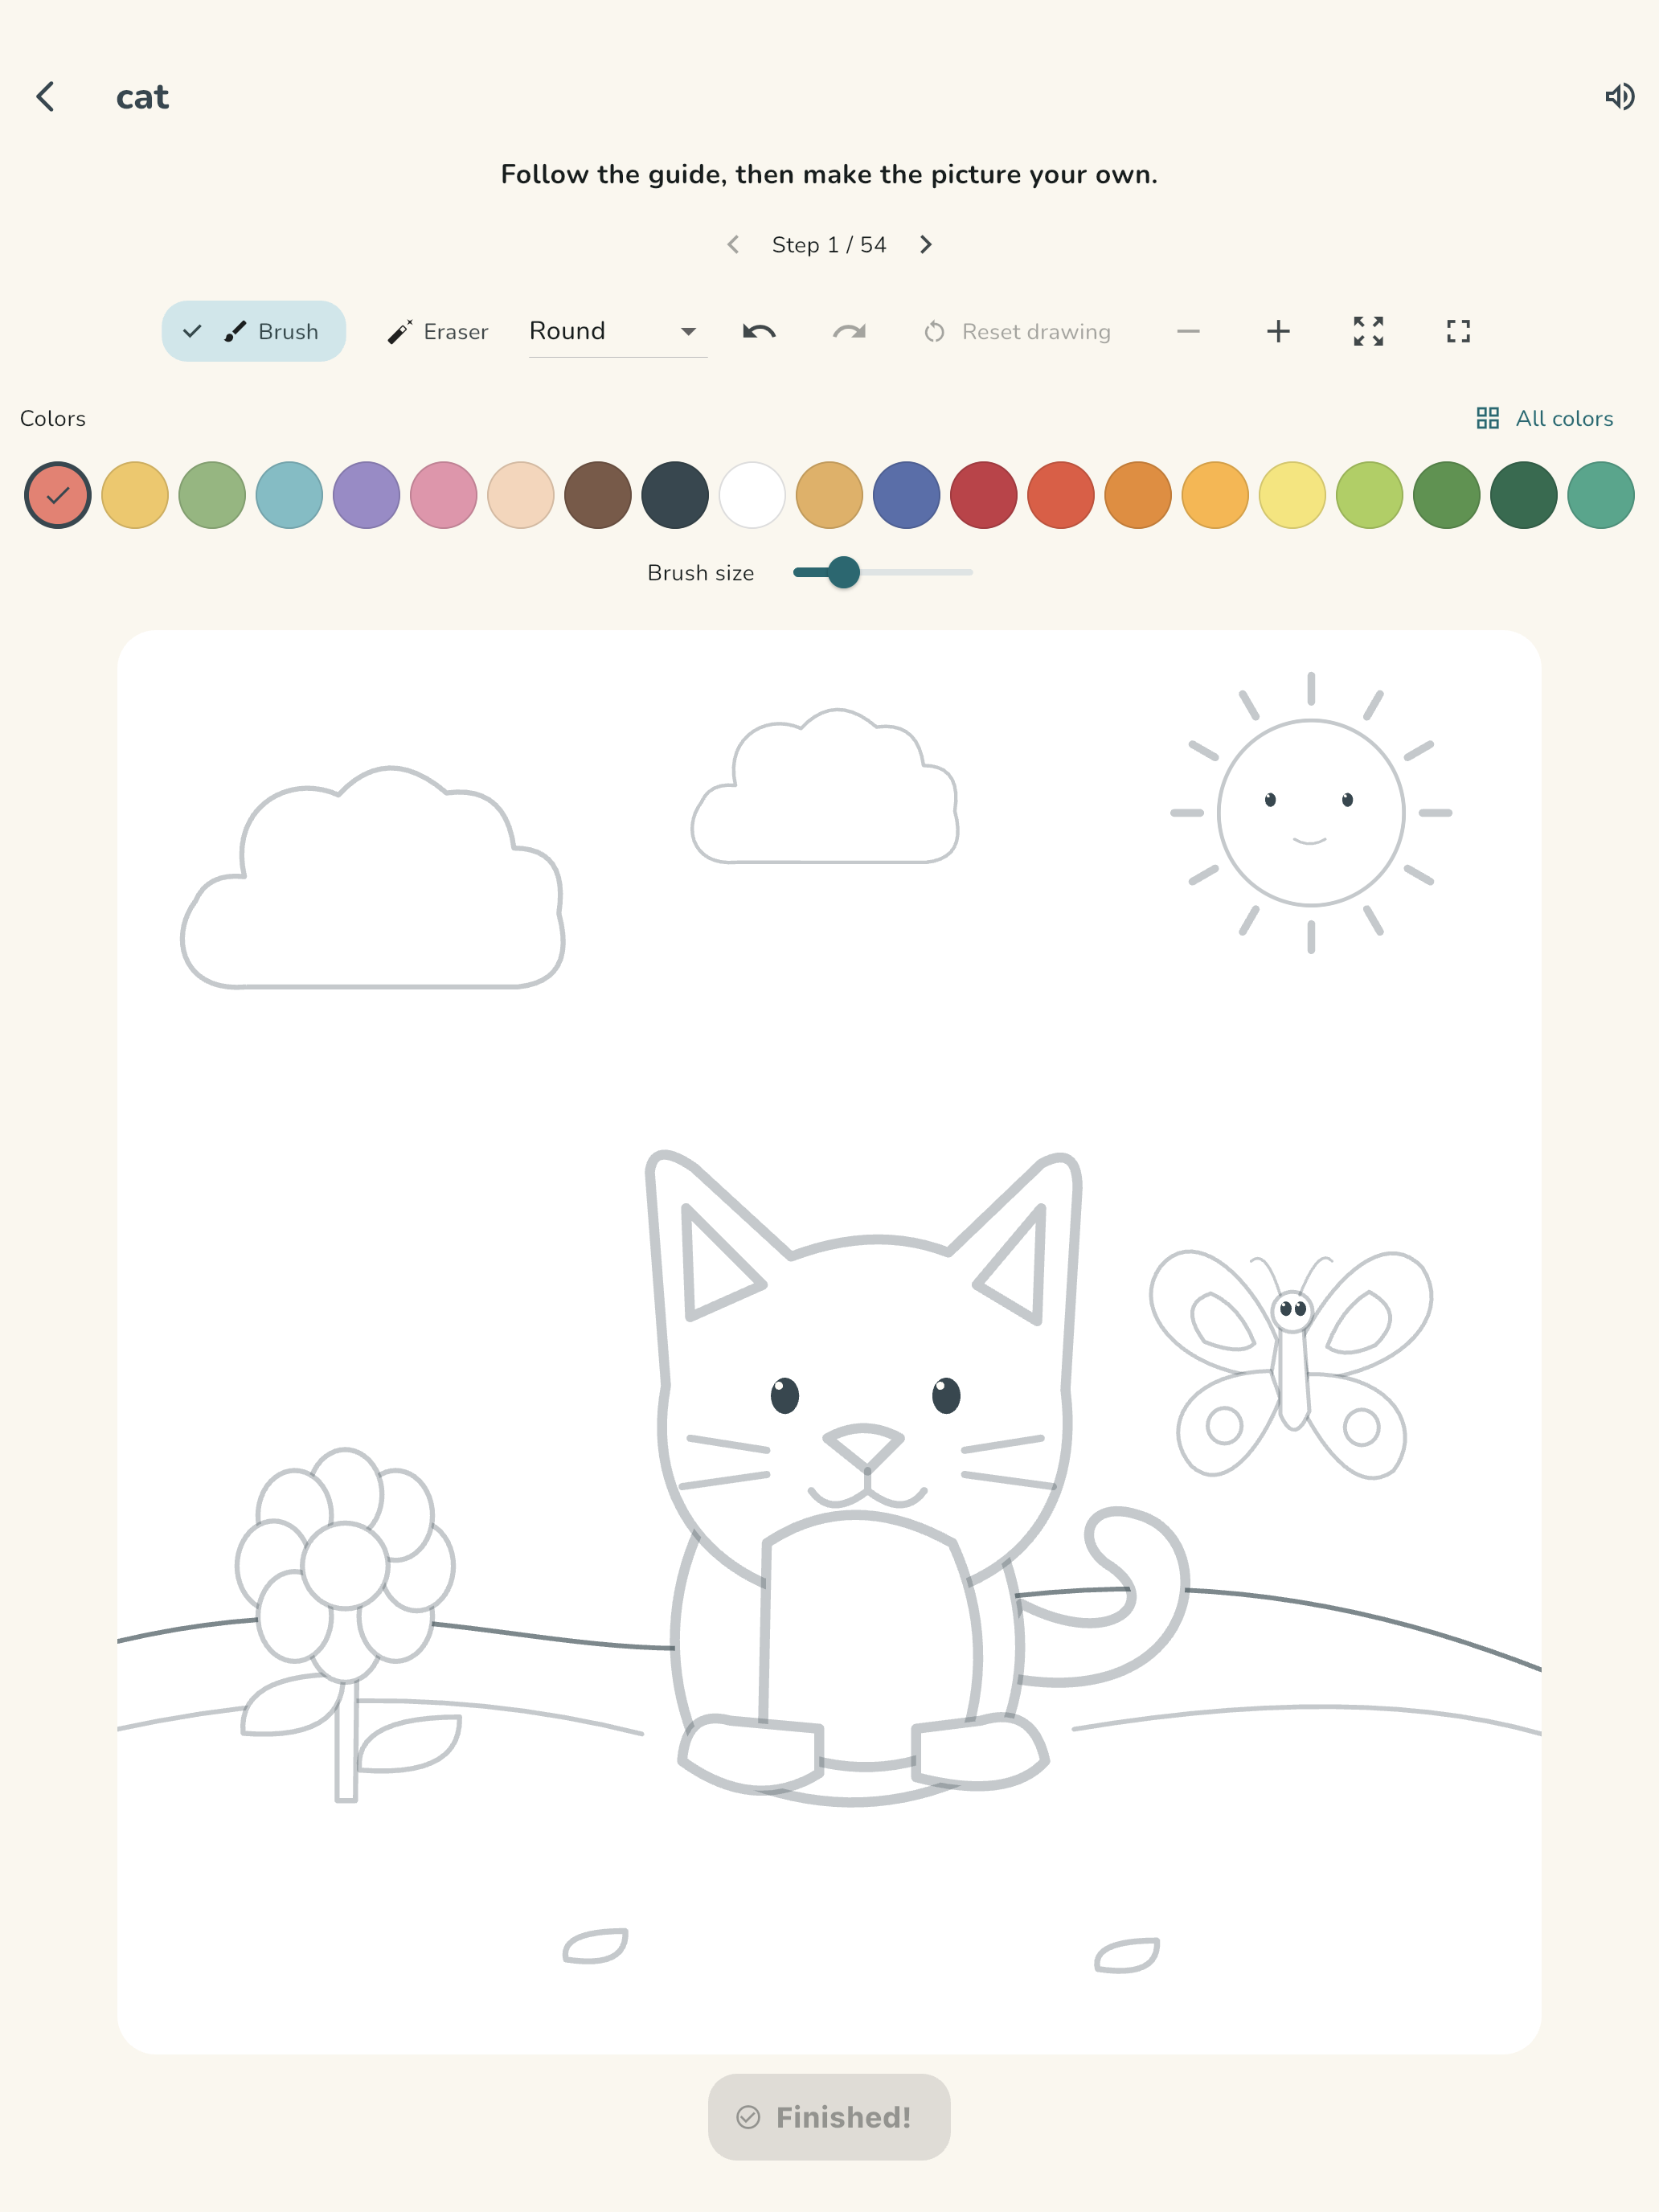 cat
Follow the guide, then make the picture your own.
Step 1 / 54
Brush Eraser Round Reset drawing
Colors All colors
Brush size
Finished!